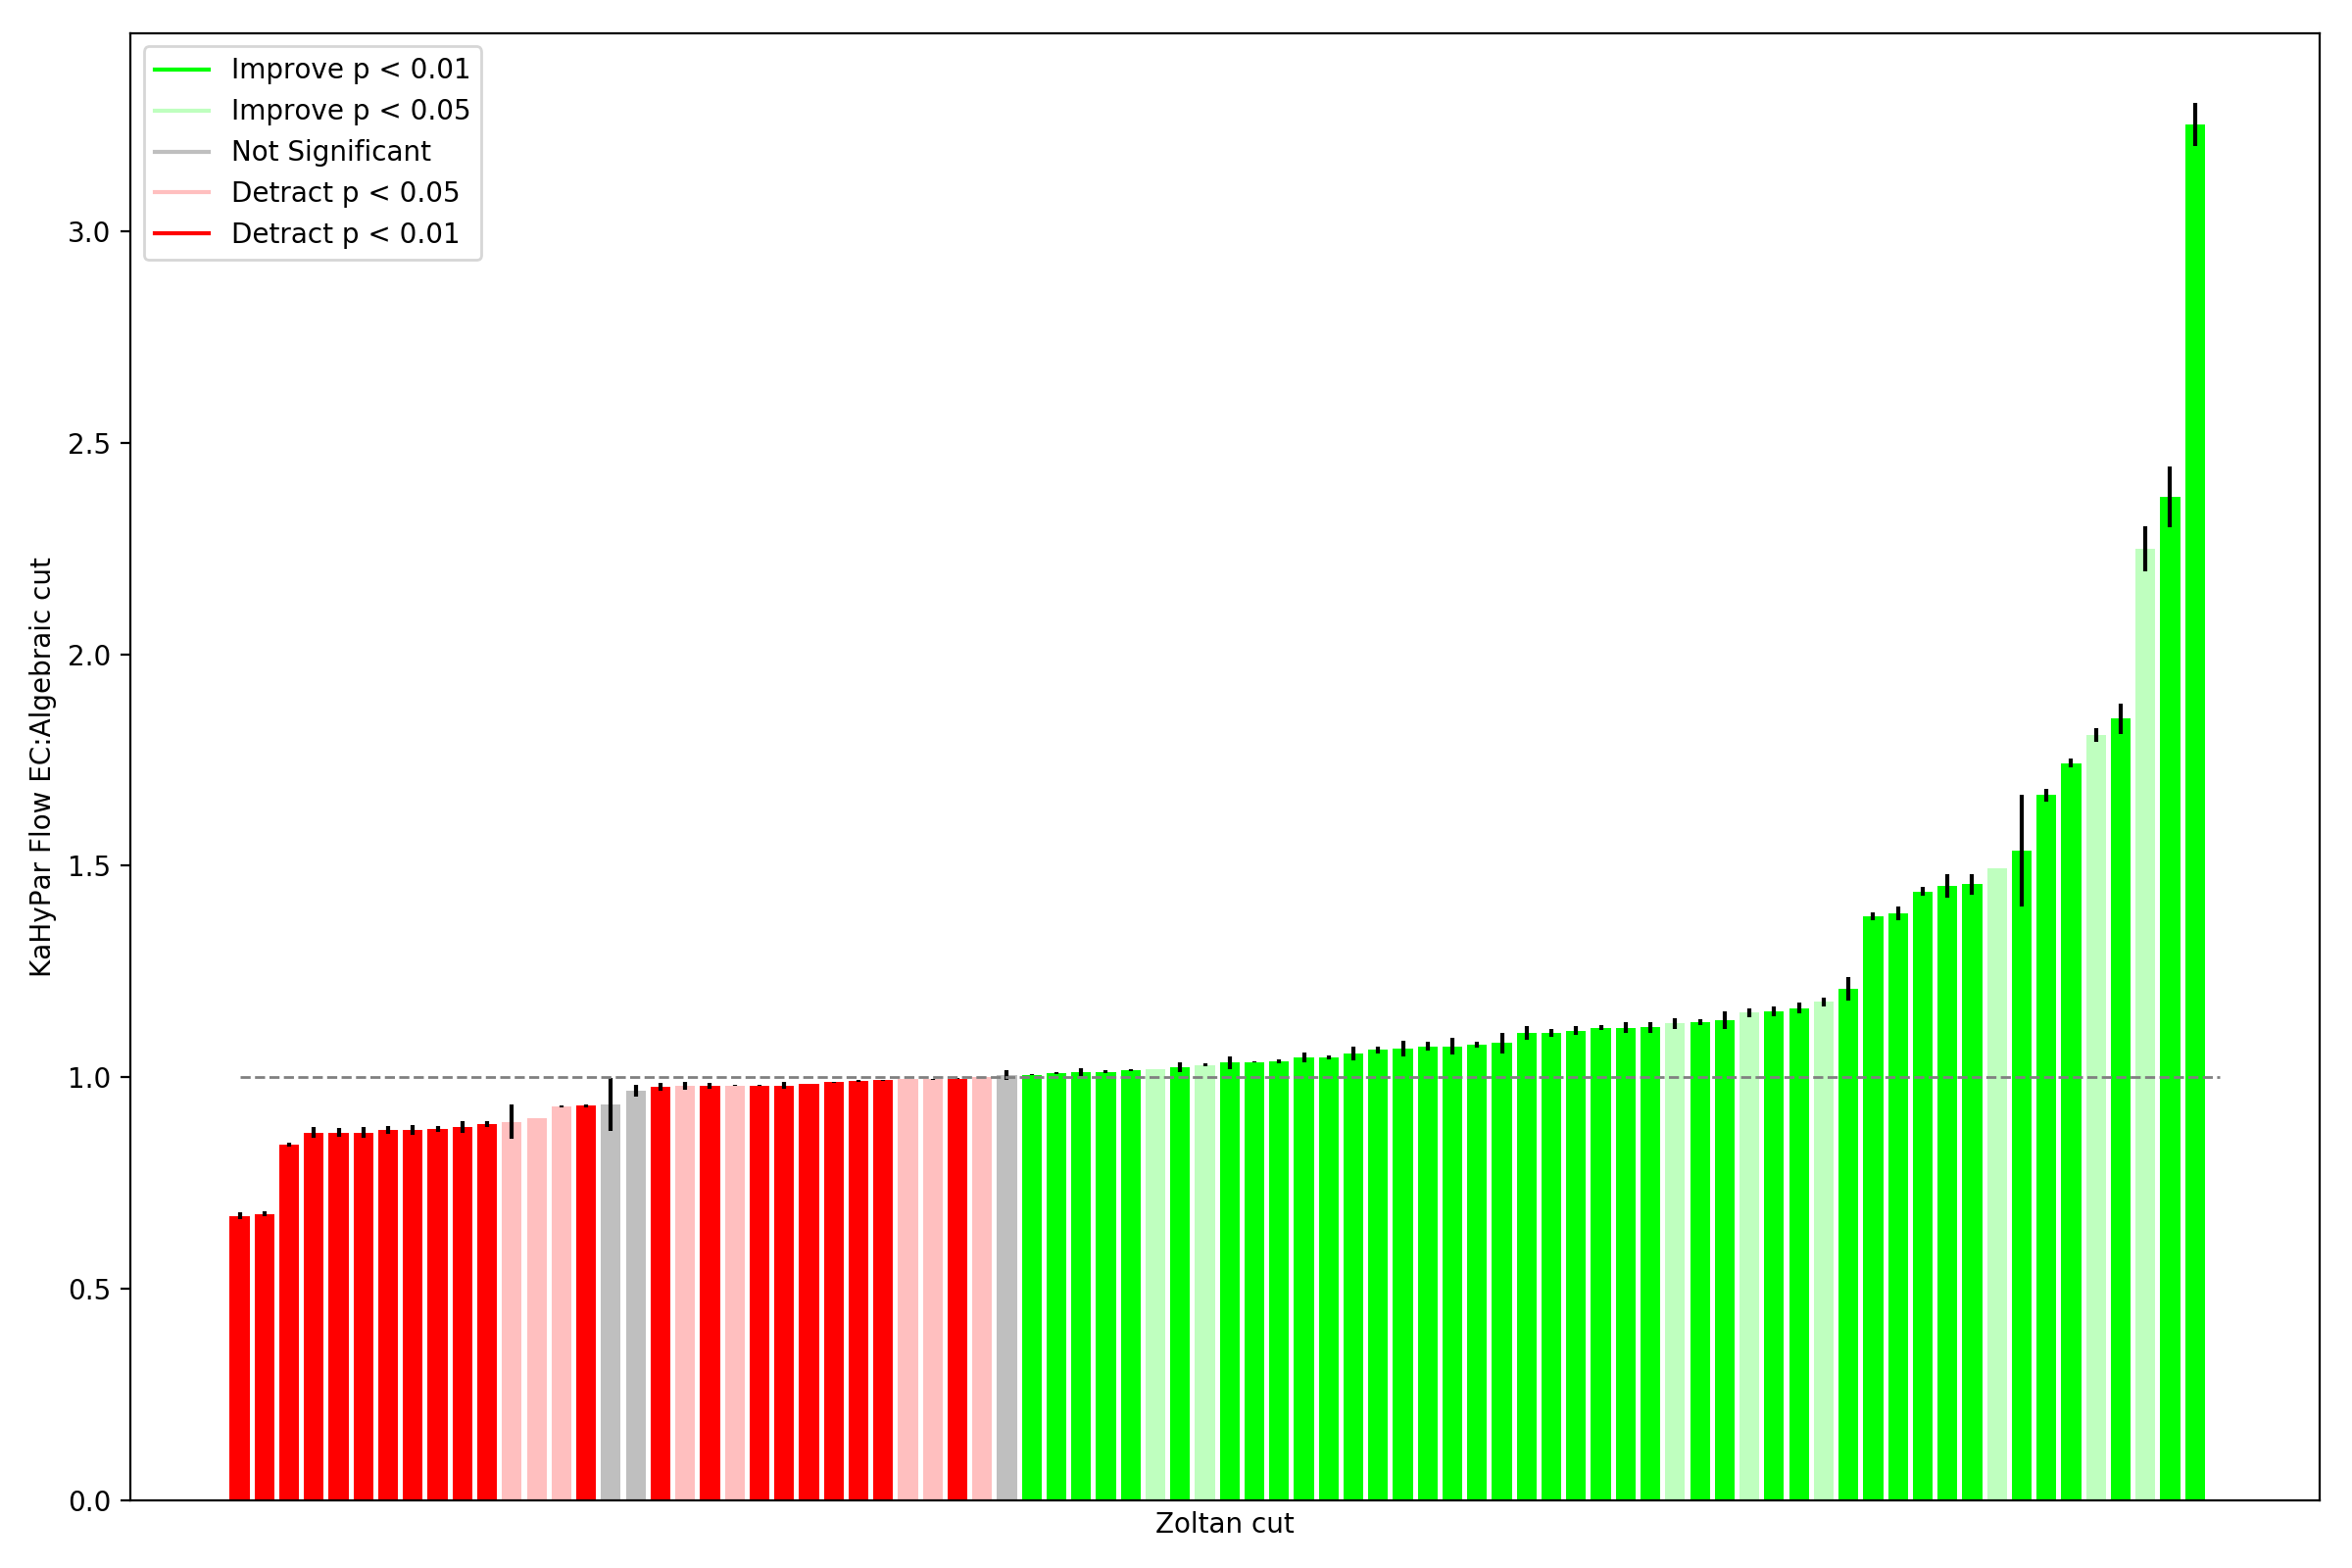 Improve p < 0.01
Improve p < 0.05
Not Significant
Detract p < 0.05
Detract p < 0.01
KaHyPar Flow EC:Algebraic cut
3.0
2.5
2.0
1.5
1.0
0.5
0.0
Zoltan cut